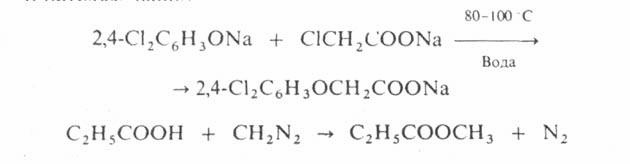 80–100 °C
2,4-Cl₂C₆H₃ONa + ClCH₂COONa ⟶
Вода
→ 2,4-Cl₂C₆H₃OCH₂COONa
C₂H₅COOH + CH₂N₂ → C₂H₅COOCH₃ + N₂